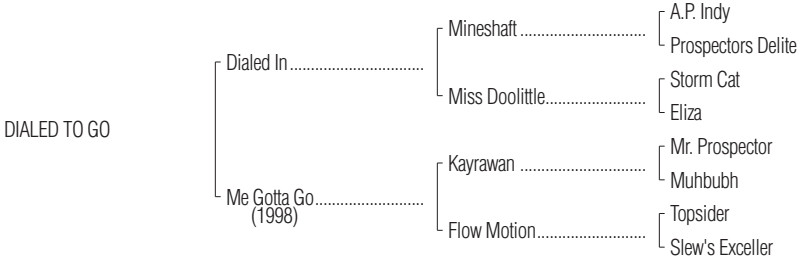 A.P. Indy
Mineshaft
Prospectors Delite
Dialed In
Storm Cat
Miss Doolittle
Eliza
DIALED TO GO
Mr. Prospector
Kayrawan
Muhbubh
Me Gotta Go
(1998)
Topsider
Flow Motion
Slew's Exceller